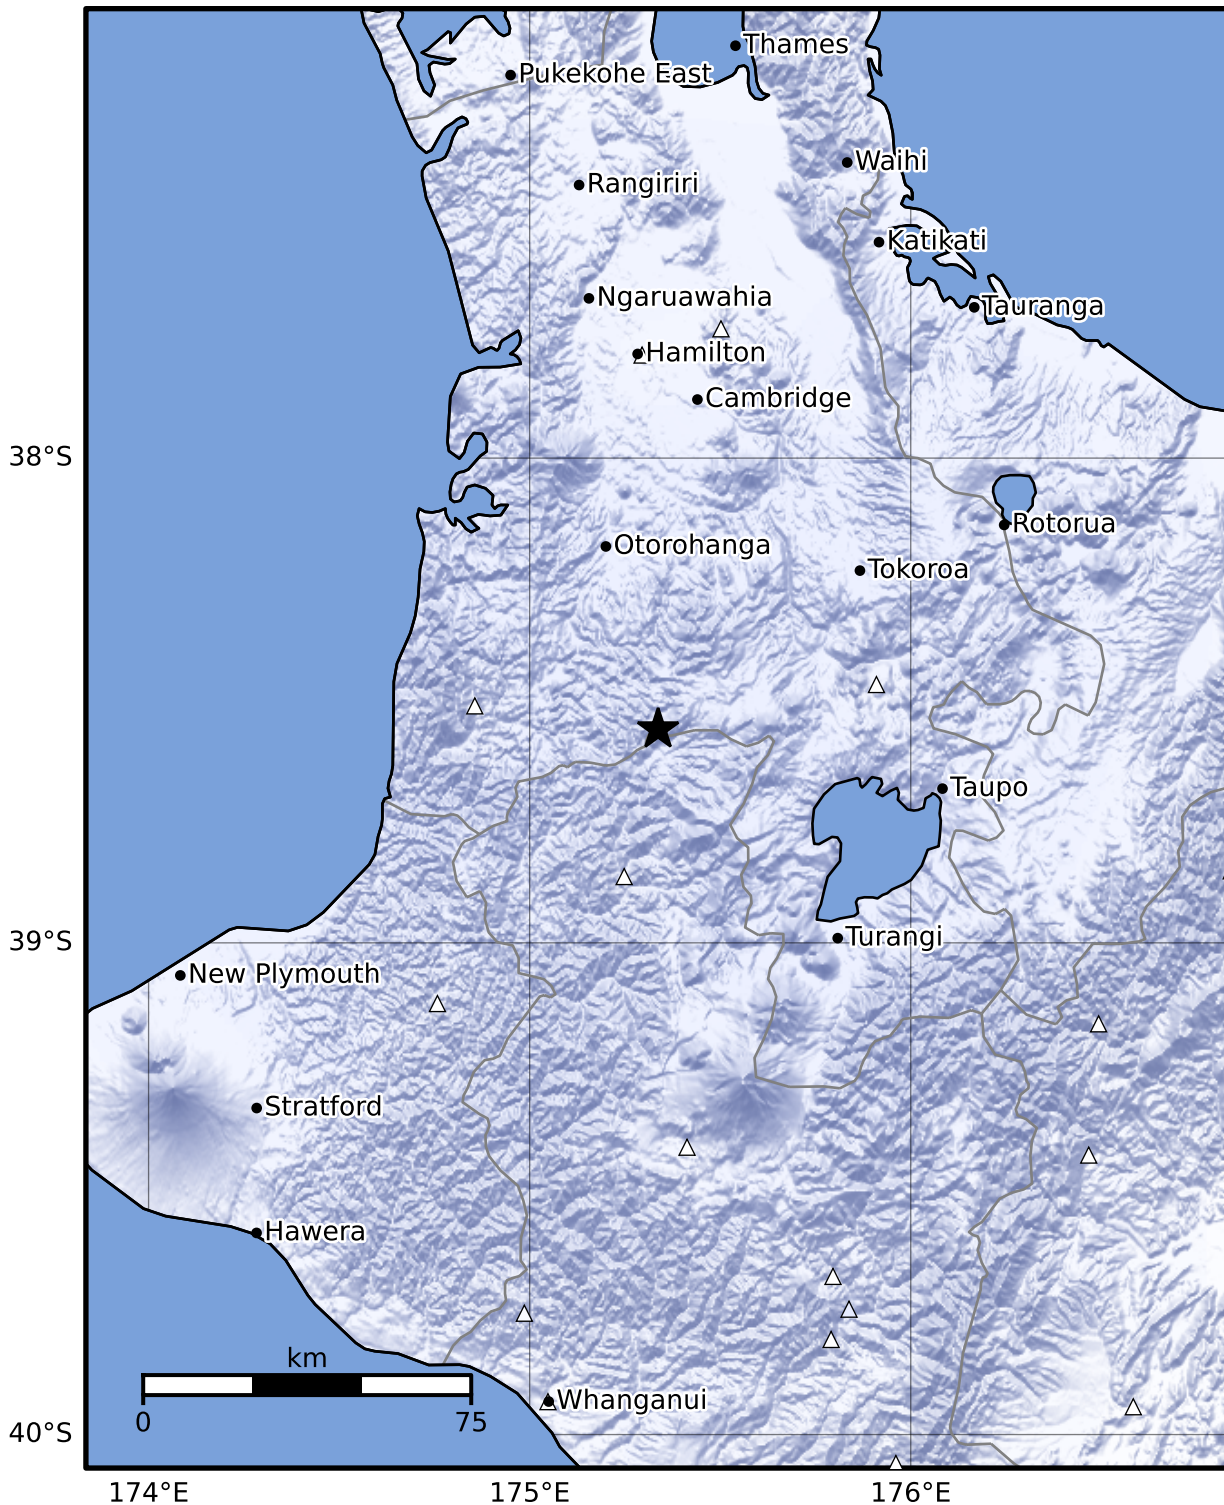 Thames
Pukekohe East
Waihi
Rangiriri
Katikati
Ngaruawahia
Tauranga
Hamilton
Cambridge
38°S
Rotorua
Otorohanga
Tokoroa
Taupo
39°S
Turangi
New Plymouth
Stratford
Hawera
km
0
75
Whanganui
40°S
174°E
175°E
176°E